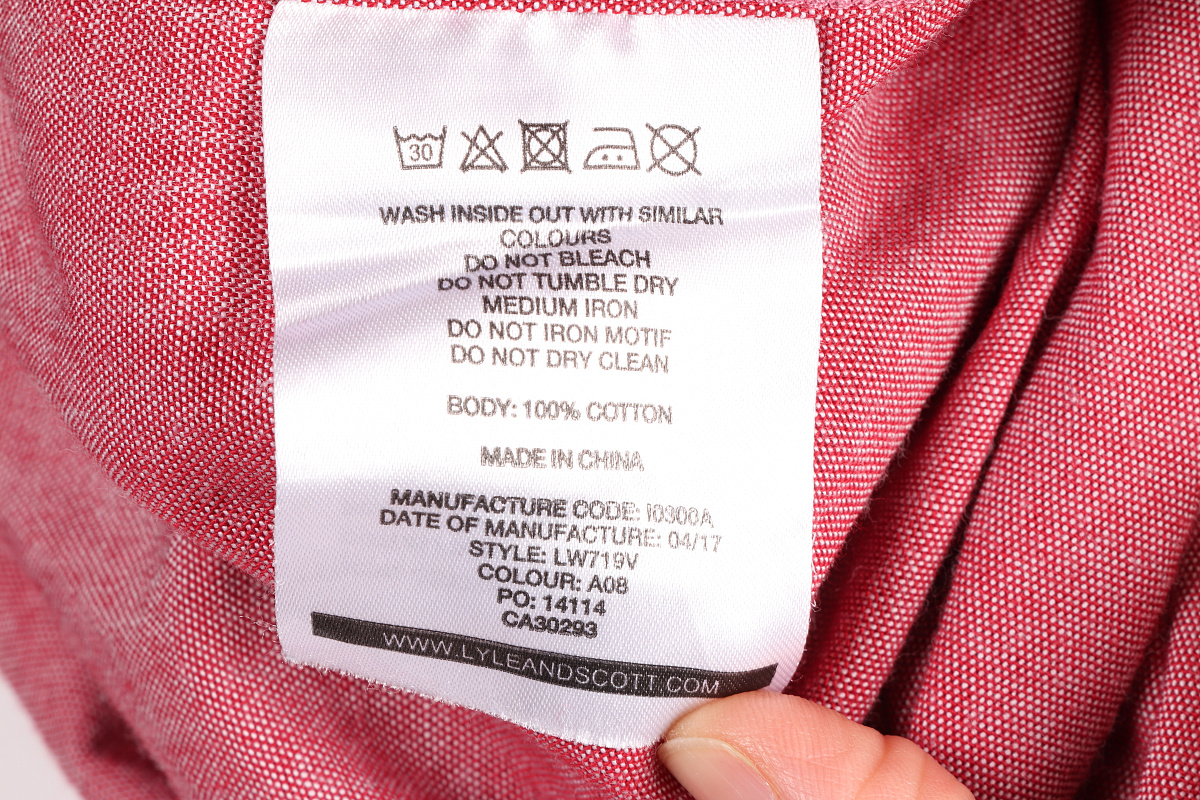 30
WASH INSIDE OUT WITH SIMILAR
COLOURS
DO NOT BLEACH
DO NOT TUMBLE DRY
MEDIUM IRON
DO NOT IRON MOTIF
DO NOT DRY CLEAN
BODY: 100% COTTON
MADE IN CHINA
MANUFACTURE CODE: I0300A
DATE OF MANUFACTURE: 04/17
STYLE: LW719V
COLOUR: A08
PO: 14114
CA30293
WWW.LYLEANDSCOTT.COM